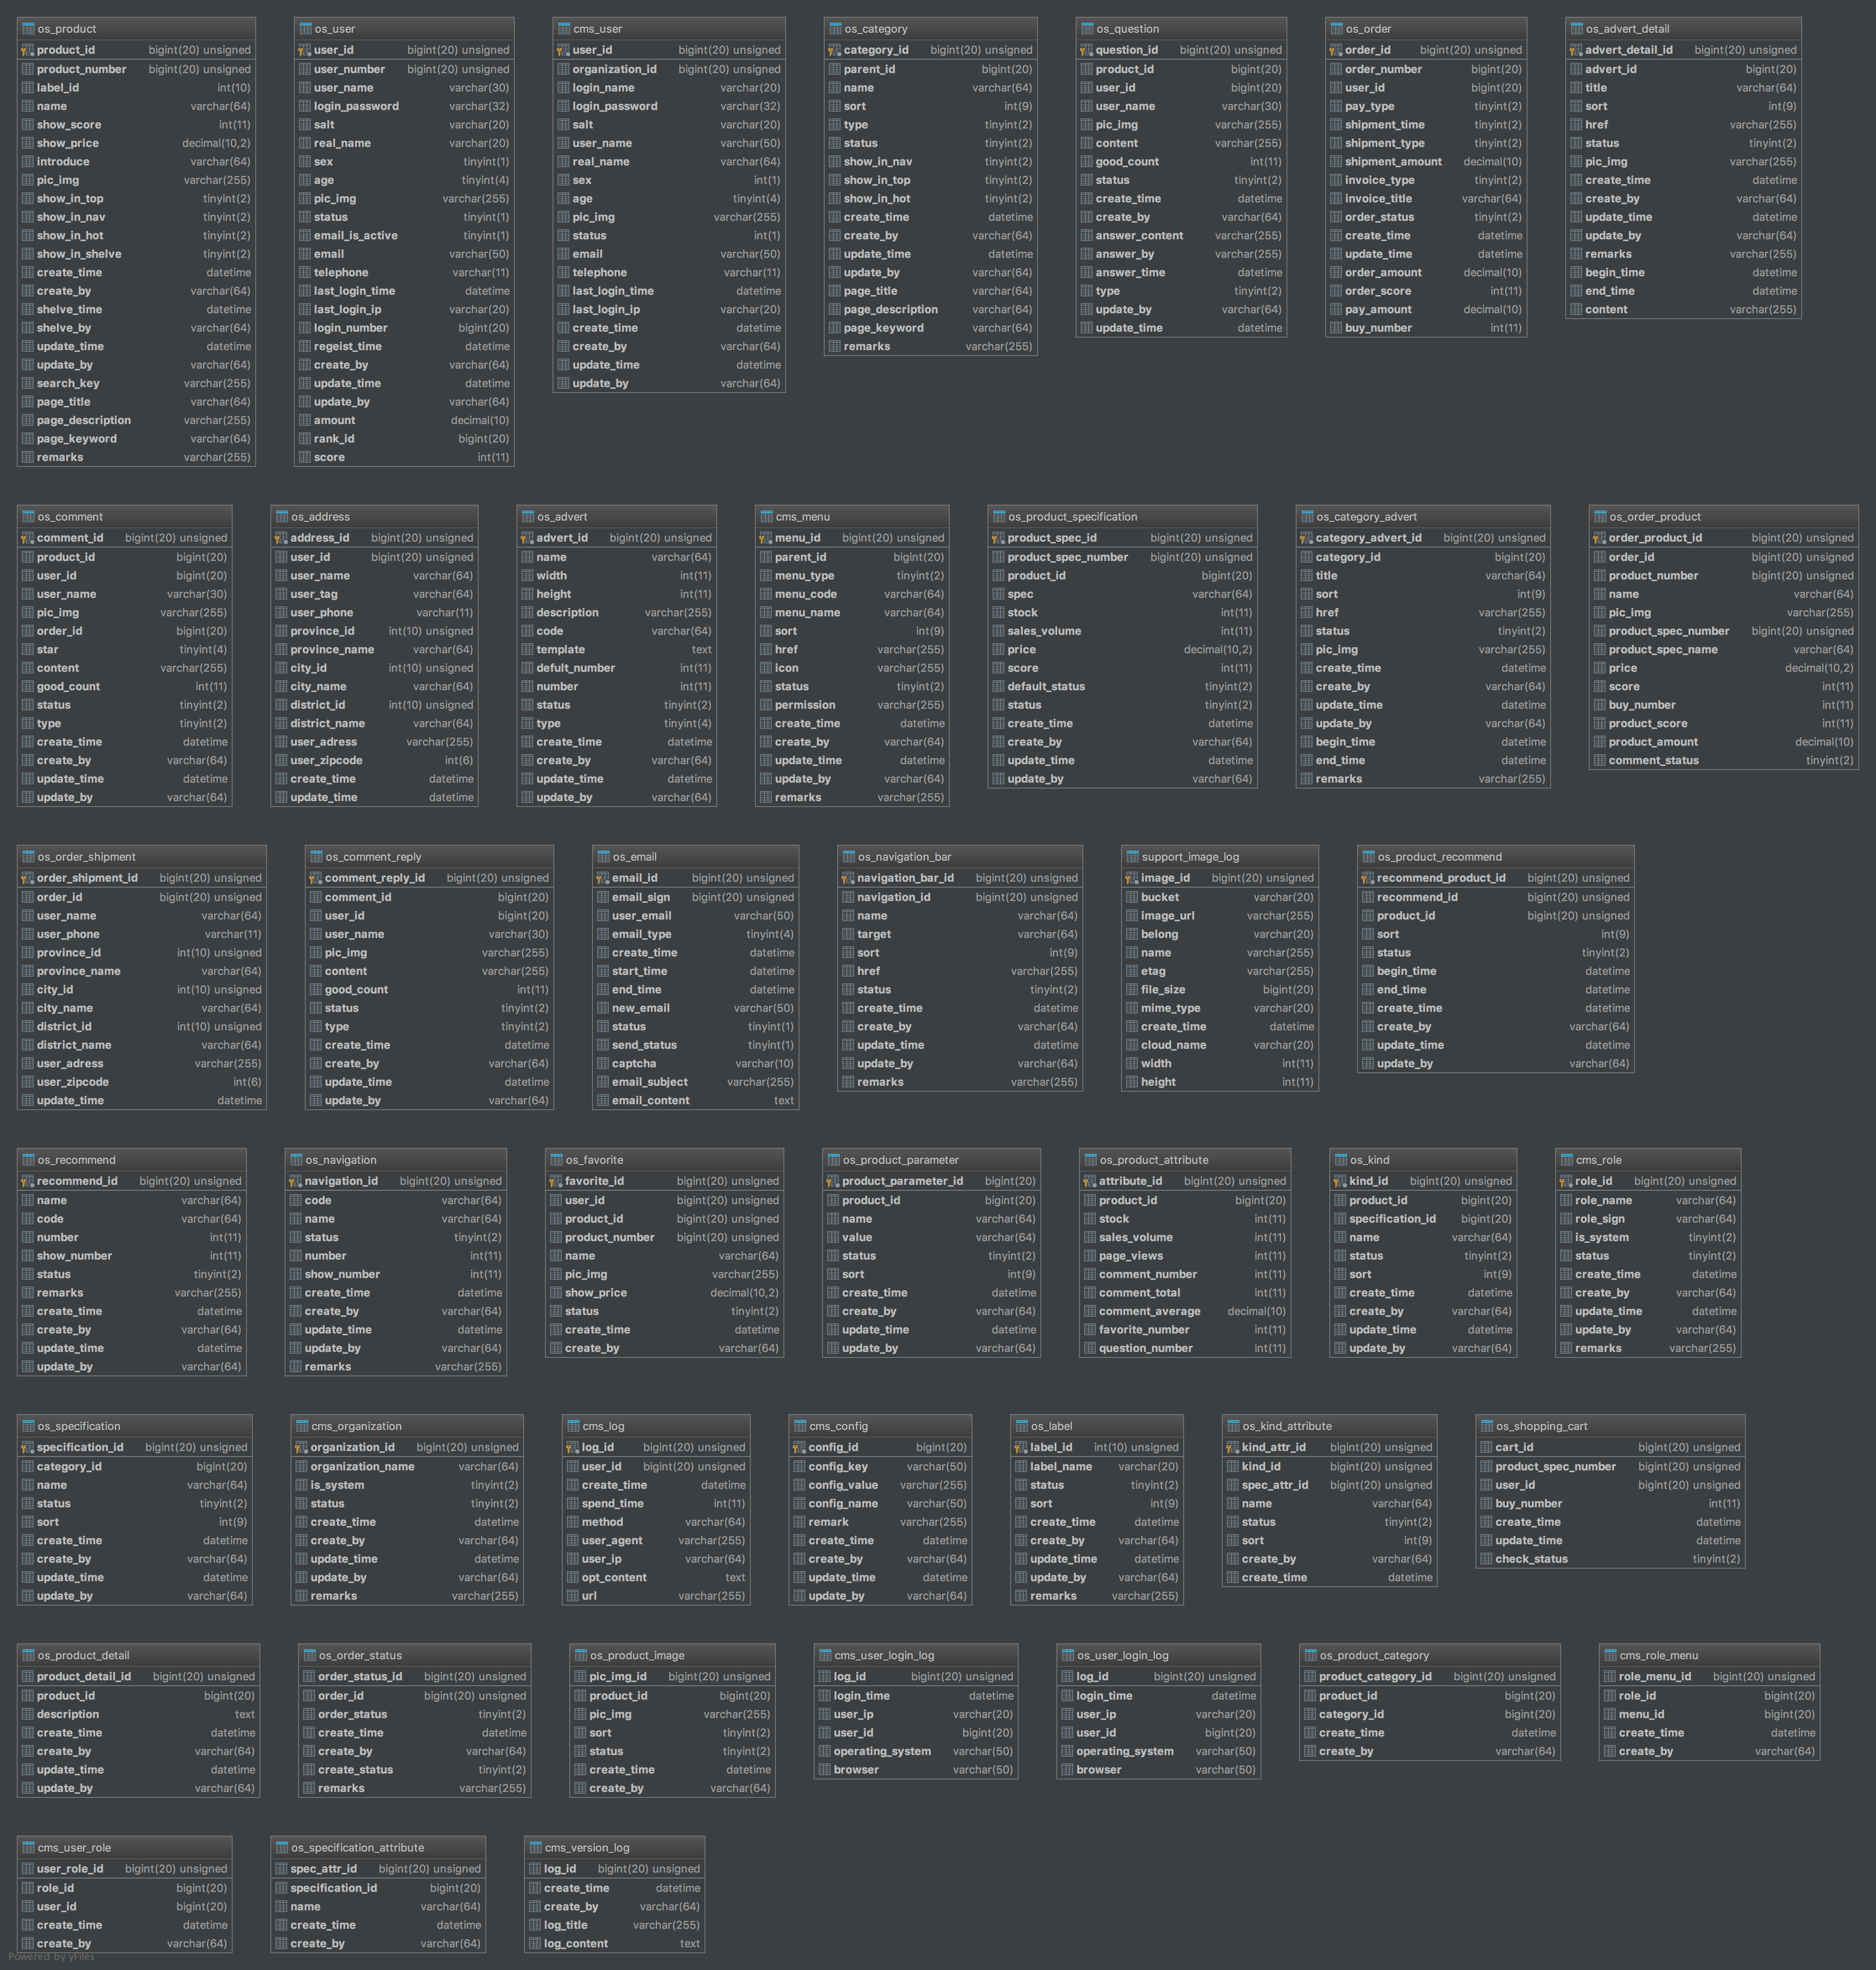 os_product
product_id bigint(20) unsigned
product_number bigint(20) unsigned
label_id int(10)
name varchar(64)
show_score int(11)
show_price decimal(10,2)
introduce varchar(64)
pic_img varchar(255)
show_in_top tinyint(2)
show_in_nav tinyint(2)
show_in_hot tinyint(2)
show_in_shelve tinyint(2)
create_time datetime
create_by varchar(64)
shelve_time datetime
shelve_by varchar(64)
update_time datetime
update_by varchar(64)
search_key varchar(255)
page_title varchar(64)
page_description varchar(255)
page_keyword varchar(64)
remarks varchar(255)
os_user
user_id bigint(20) unsigned
user_number bigint(20) unsigned
user_name varchar(30)
login_password varchar(32)
salt varchar(20)
real_name varchar(20)
sex tinyint(1)
age tinyint(4)
pic_img varchar(255)
status tinyint(1)
email_is_active tinyint(1)
email varchar(50)
telephone varchar(11)
last_login_time datetime
last_login_ip varchar(20)
login_number bigint(20)
regeist_time datetime
create_by varchar(64)
update_time datetime
update_by varchar(64)
amount decimal(10)
rank_id bigint(20)
score int(11)
cms_user
user_id bigint(20) unsigned
organization_id bigint(20) unsigned
login_name varchar(20)
login_password varchar(32)
salt varchar(20)
user_name varchar(50)
real_name varchar(64)
sex int(1)
age tinyint(4)
pic_img varchar(255)
status int(1)
email varchar(50)
telephone varchar(11)
last_login_time datetime
last_login_ip varchar(20)
create_time datetime
create_by varchar(64)
update_time datetime
update_by varchar(64)
os_category
category_id bigint(20) unsigned
parent_id bigint(20)
name varchar(64)
sort int(9)
type tinyint(2)
status tinyint(2)
show_in_nav tinyint(2)
show_in_top tinyint(2)
show_in_hot tinyint(2)
create_time datetime
create_by varchar(64)
update_time datetime
update_by varchar(64)
page_title varchar(64)
page_description varchar(64)
page_keyword varchar(64)
remarks varchar(255)
os_question
question_id bigint(20) unsigned
product_id bigint(20)
user_id bigint(20)
user_name varchar(30)
pic_img varchar(255)
content varchar(255)
good_count int(11)
status tinyint(2)
create_time datetime
create_by varchar(64)
answer_content varchar(255)
answer_by varchar(255)
answer_time datetime
type tinyint(2)
update_by varchar(64)
update_time datetime
os_order
order_id bigint(20) unsigned
order_number bigint(20)
user_id bigint(20)
pay_type tinyint(2)
shipment_time tinyint(2)
shipment_type tinyint(2)
shipment_amount decimal(10)
invoice_type tinyint(2)
invoice_title varchar(64)
order_status tinyint(2)
create_time datetime
update_time datetime
order_amount decimal(10)
order_score int(11)
pay_amount decimal(10)
buy_number int(11)
os_advert_detail
advert_detail_id bigint(20) unsigned
advert_id bigint(20)
title varchar(64)
sort int(9)
href varchar(255)
status tinyint(2)
pic_img varchar(255)
create_time datetime
create_by varchar(64)
update_time datetime
update_by varchar(64)
remarks varchar(255)
begin_time datetime
end_time datetime
content varchar(255)
os_comment
comment_id bigint(20) unsigned
product_id bigint(20)
user_id bigint(20)
user_name varchar(30)
pic_img varchar(255)
order_id bigint(20)
star tinyint(4)
content varchar(255)
good_count int(11)
status tinyint(2)
type tinyint(2)
create_time datetime
create_by varchar(64)
update_time datetime
update_by varchar(64)
os_address
address_id bigint(20) unsigned
user_id bigint(20) unsigned
user_name varchar(64)
user_tag varchar(64)
user_phone varchar(11)
province_id int(10) unsigned
province_name varchar(64)
city_id int(10) unsigned
city_name varchar(64)
district_id int(10) unsigned
district_name varchar(64)
user_adress varchar(255)
user_zipcode int(6)
create_time datetime
update_time datetime
os_advert
advert_id bigint(20) unsigned
name varchar(64)
width int(11)
height int(11)
description varchar(255)
code varchar(64)
template text
defult_number int(11)
number int(11)
status tinyint(2)
type tinyint(4)
create_time datetime
create_by varchar(64)
update_time datetime
update_by varchar(64)
cms_menu
menu_id bigint(20) unsigned
parent_id bigint(20)
menu_type tinyint(2)
menu_code varchar(64)
menu_name varchar(64)
sort int(9)
href varchar(255)
icon varchar(255)
status tinyint(2)
permission varchar(255)
create_time datetime
create_by varchar(64)
update_time datetime
update_by varchar(64)
remarks varchar(255)
os_product_specification
product_spec_id bigint(20) unsigned
product_spec_number bigint(20) unsigned
product_id bigint(20)
spec varchar(64)
stock int(11)
sales_volume int(11)
price decimal(10,2)
score int(11)
default_status tinyint(2)
status tinyint(2)
create_time datetime
create_by varchar(64)
update_time datetime
update_by varchar(64)
os_category_advert
category_advert_id bigint(20) unsigned
category_id bigint(20)
title varchar(64)
sort int(9)
href varchar(255)
status tinyint(2)
pic_img varchar(255)
create_time datetime
create_by varchar(64)
update_time datetime
update_by varchar(64)
begin_time datetime
end_time datetime
remarks varchar(255)
os_order_product
order_product_id bigint(20) unsigned
order_id bigint(20) unsigned
product_number bigint(20) unsigned
name varchar(64)
pic_img varchar(255)
product_spec_number bigint(20) unsigned
product_spec_name varchar(64)
price decimal(10,2)
score int(11)
buy_number int(11)
product_score int(11)
product_amount decimal(10)
comment_status tinyint(2)
os_order_shipment
order_shipment_id bigint(20) unsigned
order_id bigint(20) unsigned
user_name varchar(64)
user_phone varchar(11)
province_id int(10) unsigned
province_name varchar(64)
city_id int(10) unsigned
city_name varchar(64)
district_id int(10) unsigned
district_name varchar(64)
user_adress varchar(255)
user_zipcode int(6)
update_time datetime
os_comment_reply
comment_reply_id bigint(20) unsigned
comment_id bigint(20)
user_id bigint(20)
user_name varchar(30)
pic_img varchar(255)
content varchar(255)
good_count int(11)
status tinyint(2)
type tinyint(2)
create_time datetime
create_by varchar(64)
update_time datetime
update_by varchar(64)
os_email
email_id bigint(20) unsigned
email_sign bigint(20) unsigned
user_email varchar(50)
email_type tinyint(4)
create_time datetime
start_time datetime
end_time datetime
new_email varchar(50)
status tinyint(1)
send_status tinyint(1)
captcha varchar(10)
email_subject varchar(255)
email_content text
os_navigation_bar
navigation_bar_id bigint(20) unsigned
navigation_id bigint(20) unsigned
name varchar(64)
target varchar(64)
sort int(9)
href varchar(255)
status tinyint(2)
create_time datetime
create_by varchar(64)
update_time datetime
update_by varchar(64)
remarks varchar(255)
support_image_log
image_id bigint(20) unsigned
bucket varchar(20)
image_url varchar(255)
belong varchar(20)
name varchar(255)
etag varchar(255)
file_size bigint(20)
mime_type varchar(20)
create_time datetime
cloud_name varchar(20)
width int(11)
height int(11)
os_product_recommend
recommend_product_id bigint(20) unsigned
recommend_id bigint(20) unsigned
product_id bigint(20) unsigned
sort int(9)
status tinyint(2)
begin_time datetime
end_time datetime
create_time datetime
create_by varchar(64)
update_time datetime
update_by varchar(64)
os_recommend
recommend_id bigint(20) unsigned
name varchar(64)
code varchar(64)
number int(11)
show_number int(11)
status tinyint(2)
remarks varchar(255)
create_time datetime
create_by varchar(64)
update_time datetime
update_by varchar(64)
os_navigation
navigation_id bigint(20) unsigned
code varchar(64)
name varchar(64)
status tinyint(2)
number int(11)
show_number int(11)
create_time datetime
create_by varchar(64)
update_time datetime
update_by varchar(64)
remarks varchar(255)
os_favorite
favorite_id bigint(20) unsigned
user_id bigint(20) unsigned
product_id bigint(20) unsigned
product_number bigint(20) unsigned
name varchar(64)
pic_img varchar(255)
show_price decimal(10,2)
status tinyint(2)
create_time datetime
create_by varchar(64)
os_product_parameter
product_parameter_id bigint(20)
product_id bigint(20)
name varchar(64)
value varchar(64)
status tinyint(2)
sort int(9)
create_time datetime
create_by varchar(64)
update_time datetime
update_by varchar(64)
os_product_attribute
attribute_id bigint(20) unsigned
product_id bigint(20)
stock int(11)
sales_volume int(11)
page_views int(11)
comment_number int(11)
comment_total int(11)
comment_average decimal(10)
favorite_number int(11)
question_number int(11)
os_kind
kind_id bigint(20) unsigned
product_id bigint(20)
specification_id bigint(20)
name varchar(64)
status tinyint(2)
sort int(9)
create_time datetime
create_by varchar(64)
update_time datetime
update_by varchar(64)
cms_role
role_id bigint(20) unsigned
role_name varchar(64)
role_sign varchar(64)
is_system tinyint(2)
status tinyint(2)
create_time datetime
create_by varchar(64)
update_time datetime
update_by varchar(64)
remarks varchar(255)
os_specification
specification_id bigint(20) unsigned
category_id bigint(20)
name varchar(64)
status tinyint(2)
sort int(9)
create_time datetime
create_by varchar(64)
update_time datetime
update_by varchar(64)
cms_organization
organization_id bigint(20) unsigned
organization_name varchar(64)
is_system tinyint(2)
status tinyint(2)
create_time datetime
create_by varchar(64)
update_time datetime
update_by varchar(64)
remarks varchar(255)
cms_log
log_id bigint(20) unsigned
user_id bigint(20) unsigned
create_time datetime
spend_time int(11)
method varchar(64)
user_agent varchar(255)
user_ip varchar(64)
opt_content text
url varchar(255)
cms_config
config_id bigint(20)
config_key varchar(50)
config_value varchar(255)
config_name varchar(50)
remark varchar(255)
create_time datetime
create_by varchar(64)
update_time datetime
update_by varchar(64)
os_label
label_id int(10) unsigned
label_name varchar(20)
status tinyint(2)
sort int(9)
create_time datetime
create_by varchar(64)
update_time datetime
update_by varchar(64)
remarks varchar(255)
os_kind_attribute
kind_attr_id bigint(20) unsigned
kind_id bigint(20) unsigned
spec_attr_id bigint(20) unsigned
name varchar(64)
status tinyint(2)
sort int(9)
create_by varchar(64)
create_time datetime
os_shopping_cart
cart_id bigint(20) unsigned
product_spec_number bigint(20) unsigned
user_id bigint(20) unsigned
buy_number int(11)
create_time datetime
update_time datetime
check_status tinyint(2)
os_product_detail
product_detail_id bigint(20) unsigned
product_id bigint(20)
description text
create_time datetime
create_by varchar(64)
update_time datetime
update_by varchar(64)
os_order_status
order_status_id bigint(20) unsigned
order_id bigint(20) unsigned
order_status tinyint(2)
create_time datetime
create_by varchar(64)
create_status tinyint(2)
remarks varchar(255)
os_product_image
pic_img_id bigint(20) unsigned
product_id bigint(20)
pic_img varchar(255)
sort tinyint(2)
status tinyint(2)
create_time datetime
create_by varchar(64)
cms_user_login_log
log_id bigint(20) unsigned
login_time datetime
user_ip varchar(20)
user_id bigint(20)
operating_system varchar(50)
browser varchar(50)
os_user_login_log
log_id bigint(20) unsigned
login_time datetime
user_ip varchar(20)
user_id bigint(20)
operating_system varchar(50)
browser varchar(50)
os_product_category
product_category_id bigint(20) unsigned
product_id bigint(20)
category_id bigint(20)
create_time datetime
create_by varchar(64)
cms_role_menu
role_menu_id bigint(20) unsigned
role_id bigint(20)
menu_id bigint(20)
create_time datetime
create_by varchar(64)
cms_user_role
user_role_id bigint(20) unsigned
role_id bigint(20)
user_id bigint(20)
create_time datetime
create_by varchar(64)
os_specification_attribute
spec_attr_id bigint(20) unsigned
specification_id bigint(20)
name varchar(64)
create_time datetime
create_by varchar(64)
cms_version_log
log_id bigint(20) unsigned
create_time datetime
create_by varchar(64)
log_title varchar(255)
log_content text
Powered by yFiles